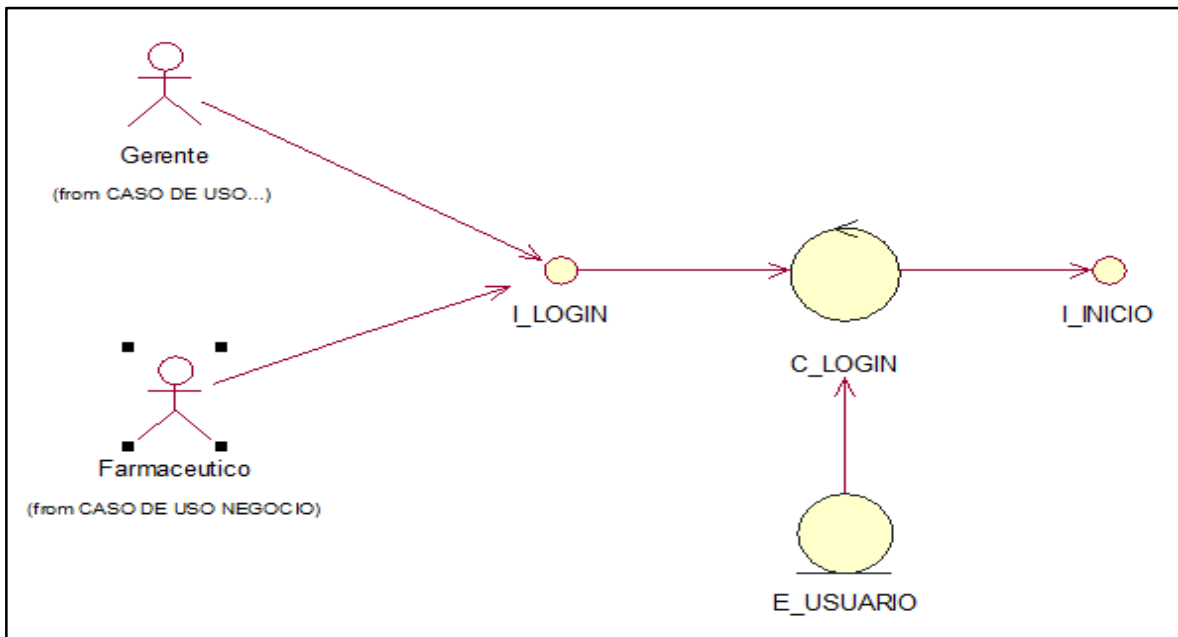 Gerente
(from CASO DE USO...)
I_LOGIN
I_INICIO
C_LOGIN
Farmaceutico
(from CASO DE USO NEGOCIO)
E_USUARIO